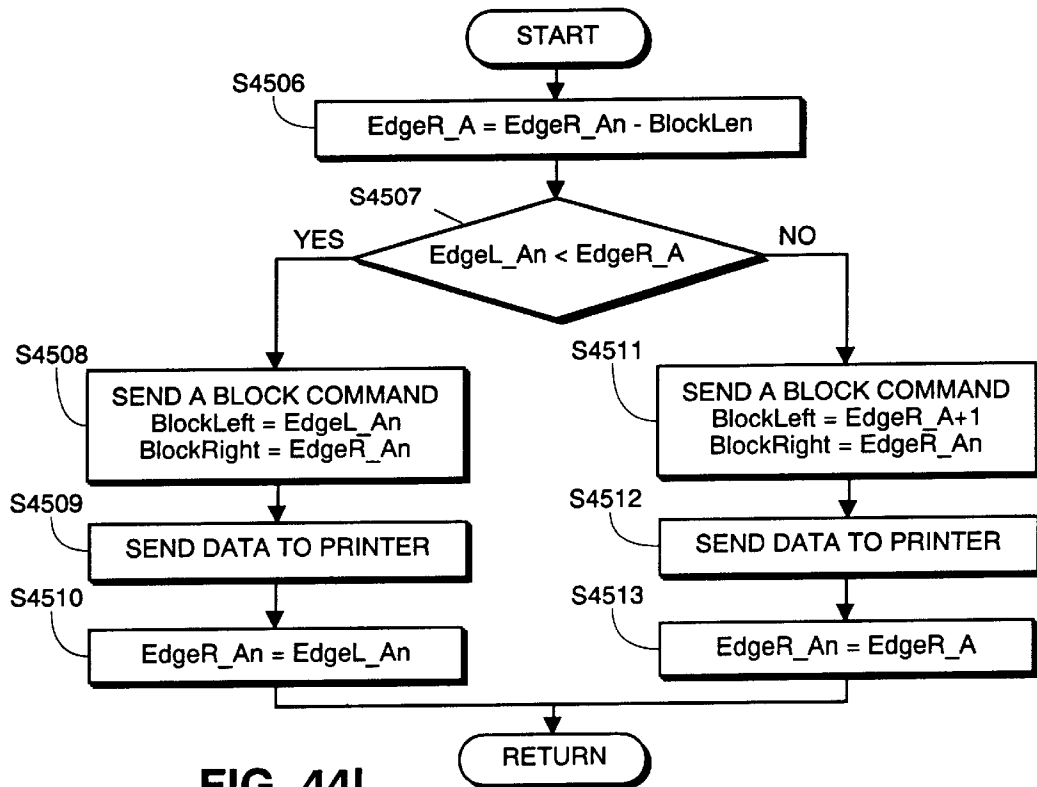 START
S4506
EdgeR_A = EdgeR_An - BlockLen
S4507
YES
EdgeL_An < EdgeR_A
NO
S4508
SEND A BLOCK COMMAND
BlockLeft = EdgeL_An
BlockRight = EdgeR_An
S4511
SEND A BLOCK COMMAND
BlockLeft = EdgeR_A+1
BlockRight = EdgeR_An
S4509
SEND DATA TO PRINTER
S4512
SEND DATA TO PRINTER
S4510
EdgeR_An = EdgeL_An
S4513
EdgeR_An = EdgeR_A
RETURN
FIG. 44I